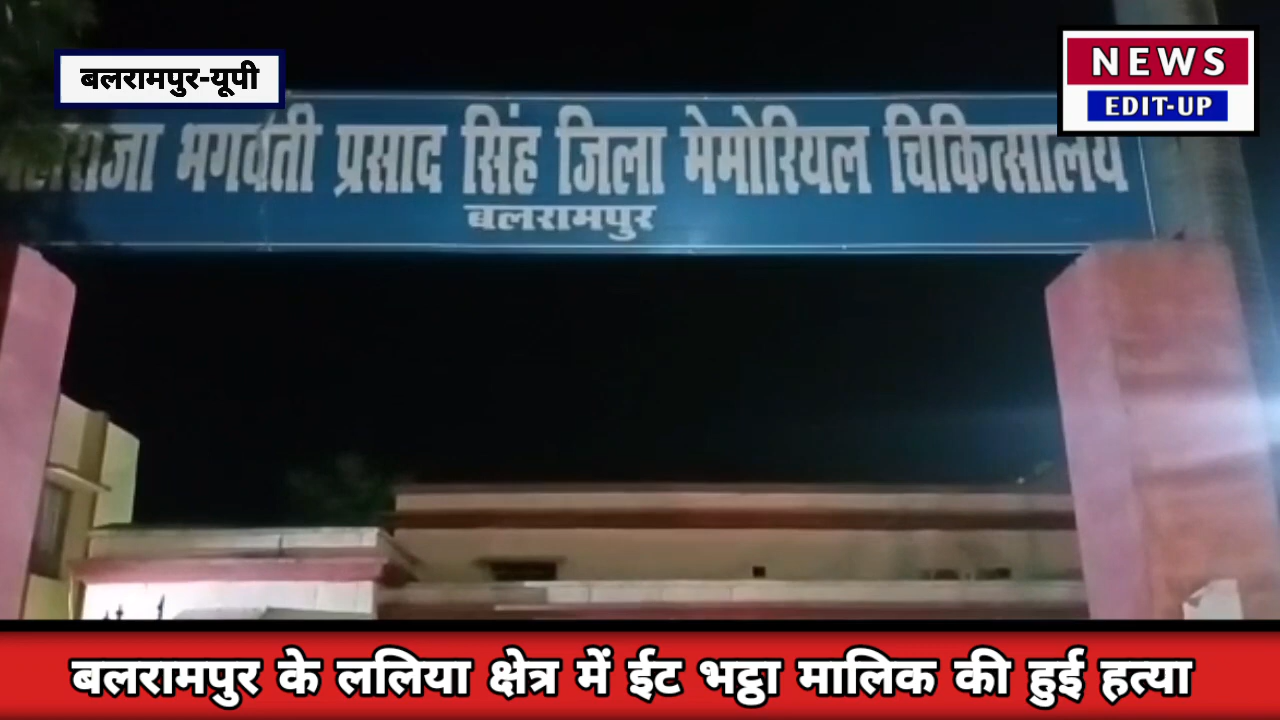 बलरामपुर-यूपी
NEWS
EDIT-UP
भगवती प्रसाद सिंह जिला मेमोरियल चिकित्सालय
बलरामपुर
बलरामपुर के ललिया क्षेत्र में ईट भट्ठा मालिक की हुई हत्या